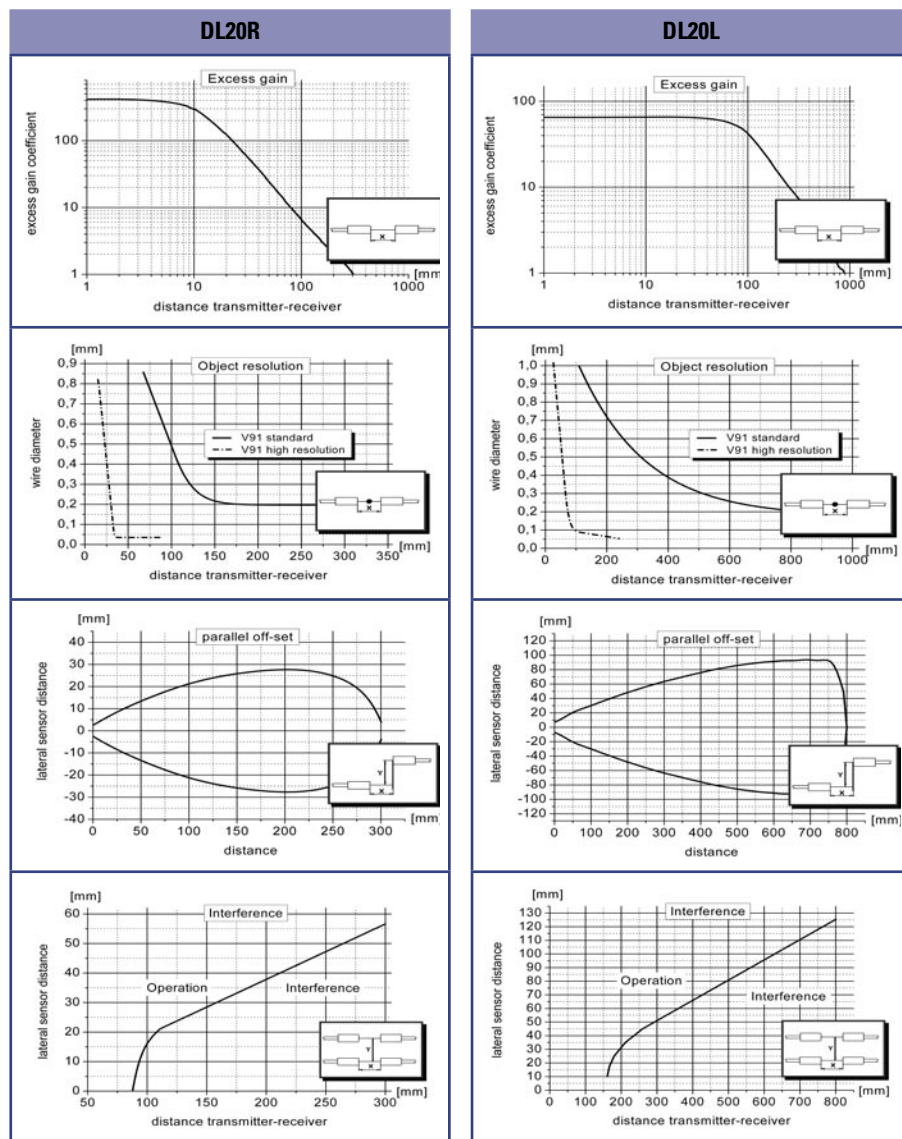 DL20R
DL20L
Excess gain
excess gain coefficient
100
10
1
1
10
100
1000
[mm]
X
distance transmitter-receiver
Excess gain
excess gain coefficient
100
10
1
1
10
100
1000
[mm]
X
distance transmitter-receiver
[mm]
Object resolution
wire diameter
0,9
0,8
0,7
0,6
0,5
0,4
0,3
0,2
0,1
0,0
V91 standard
V91 high resolution
X
0
50
100
150
200
250
300
350
[mm]
distance transmitter-receiver
[mm]
Object resolution
wire diameter
1,0
0,9
0,8
0,7
0,6
0,5
0,4
0,3
0,2
0,1
0,0
V91 standard
V91 high resolution
X
0
200
400
600
800
1000
[mm]
distance transmitter-receiver
[mm]
parallel off-set
lateral sensor distance
40
30
20
10
0
-10
-20
-30
-40
Y
X
0
50
100
150
200
250
300
[mm]
distance
[mm]
parallel off-set
lateral sensor distance
120
100
80
60
40
20
0
-20
-40
-60
-80
-100
-120
Y
X
0
100
200
300
400
500
600
700
800
[mm]
distance
[mm]
Interference
lateral sensor distance
60
50
40
30
20
10
0
Operation
Interference
Y
X
50
100
150
200
250
300
[mm]
distance transmitter-receiver
[mm]
Interference
lateral sensor distance
130
120
110
100
90
80
70
60
50
40
30
20
10
0
Operation
Interference
Y
X
0
100
200
300
400
500
600
700
800
[mm]
distance transmitter-receiver